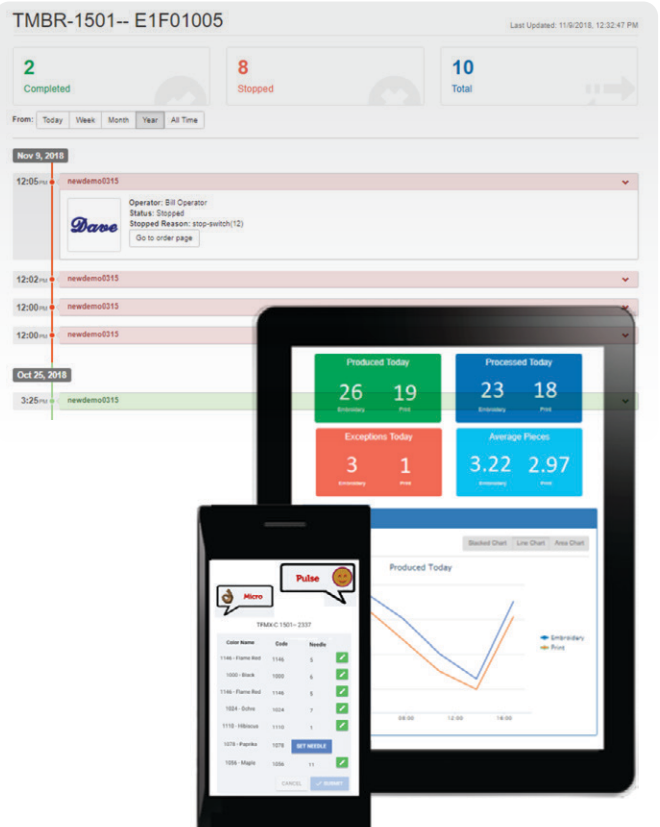 TMBR-1501-- E1F01005
Last Updated: 11/9/2018, 12:32:47 PM
2
Completed
8
Stopped
10
Total
From: Today Week Month Year All Time
Nov 9, 2018
12:05PM newdemo0315
Dave
Operator: Bill Operator
Status: Stopped
Stopped Reason: stop-switch(12)
Go to order page
12:02PM newdemo0315
12:00PM newdemo0315
12:00PM newdemo0315
Oct 25, 2018
3:25PM newdemo0315
Produced Today
26 19
Embroidery Print
Processed Today
23 18
Embroidery Print
Exceptions Today
3 1
Embroidery Print
Average Pieces
3.22 2.97
Embroidery Print
Stacked Chart Line Chart Area Chart
Produced Today
Embroidery
Print
12:00
16:00
Pulse
Micro
TFMX-C 1501- 2337
Color Name Code Needle
1146 - Flame Red 1146 5
1000 - Black 1000 6
1146 - Flame Red 1146 5
1024 - Ochre 1024 7
1110 - Hibiscus 1110 1
1078 - Paprika 1078 SET NEEDLE
1056 - Maple 1056 11
CANCEL SUBMIT